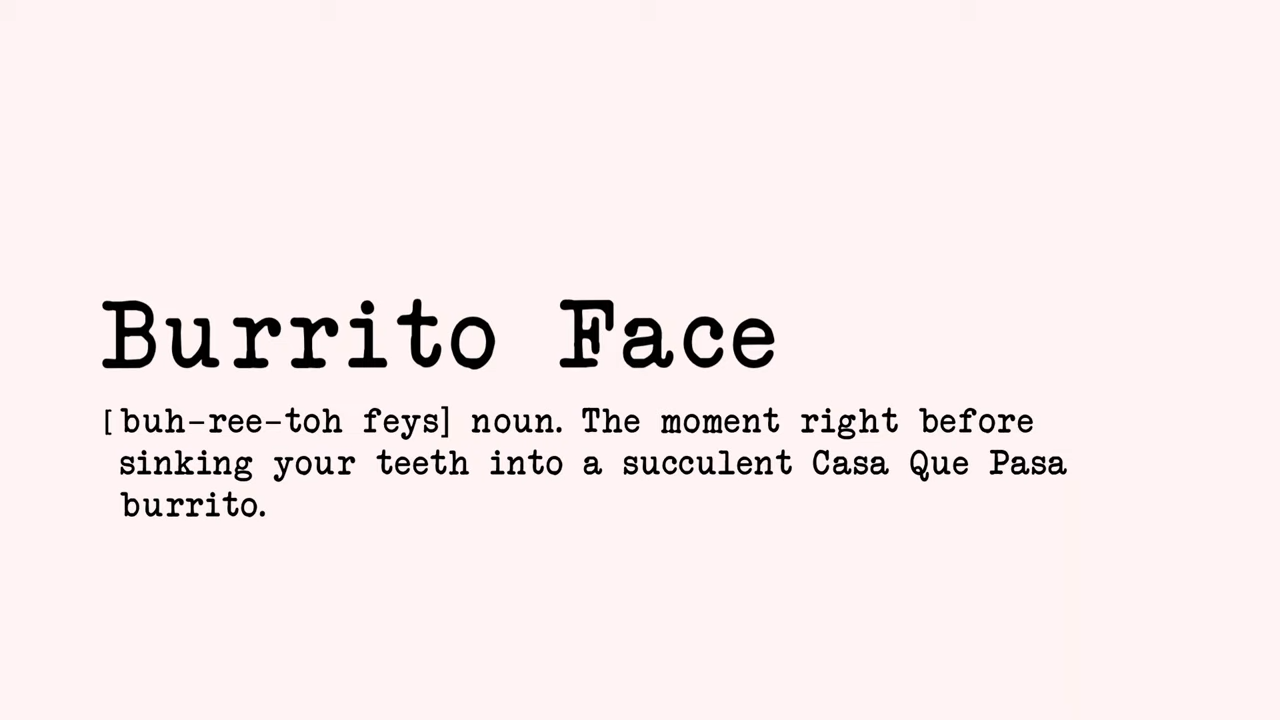 Burrito Face
[buh-ree-toh feys] noun. The moment right before
sinking your teeth into a succulent Casa Que Pasa
burrito.